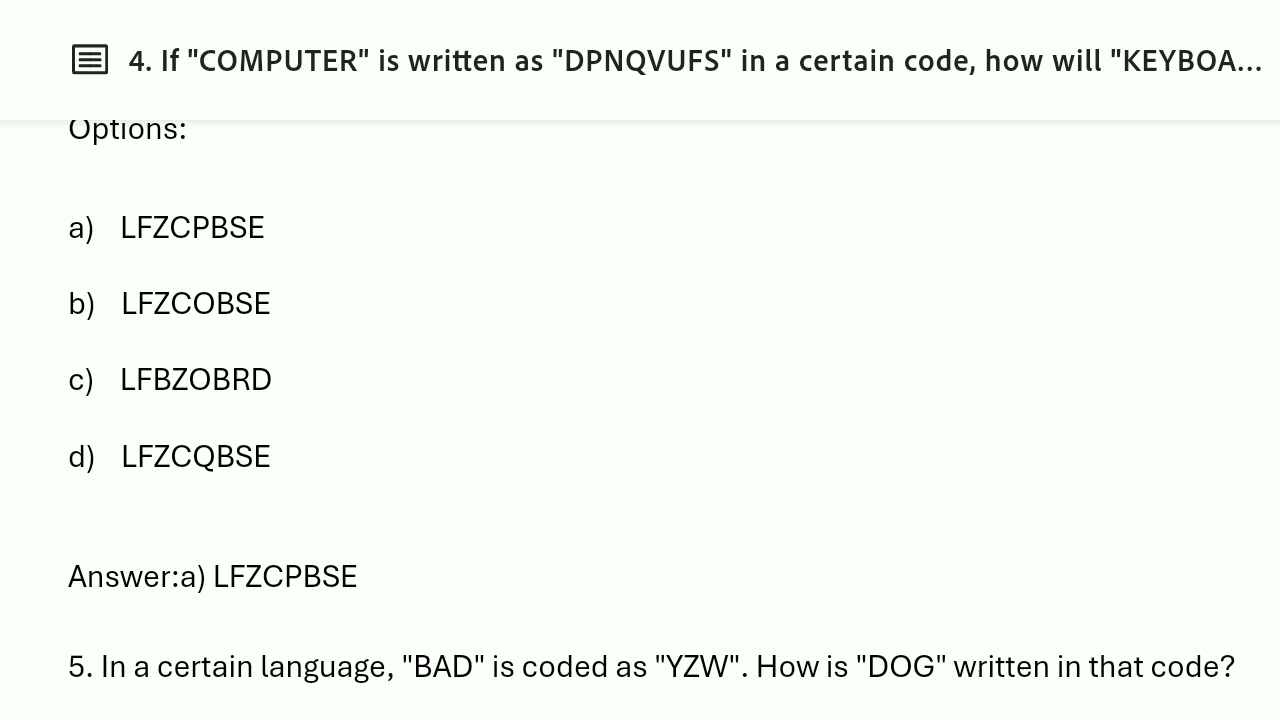 4. If "COMPUTER" is written as "DPNQVUFS" in a certain code, how will "KEYBOA...
Options:
a) LFZCPBSE
b) LFZCOBSE
c) LFBZOBRD
d) LFZCQBSE
Answer:a) LFZCPBSE
5. In a certain language, "BAD" is coded as "YZW". How is "DOG" written in that code?